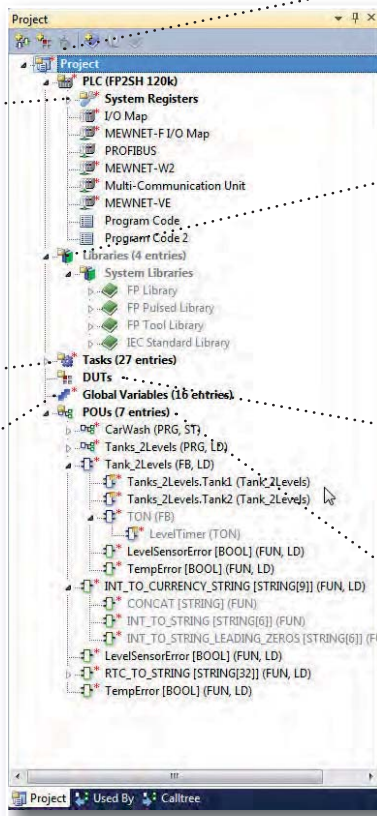 Project
Project
PLC (FP2SH 120k)
System Registers
I/O Map
MEWNET-F I/O Map
PROFIBUS
MEWNET-W2
Multi-Communication Unit
MEWNET-VE
Program Code
Program Code 2
Libraries (4 entries)
System Libraries
FP Library
FP Pulsed Library
FP Tool Library
IEC Standard Library
Tasks (27 entries)
DUTs
Global Variables (16 entries)
POUs (7 entries)
CarWash (PRG, ST)
Tanks_2Levels (PRG, LD)
Tank_2Levels (FB, LD)
Tanks_2Levels.Tank1 (Tank_2Levels)
Tanks_2Levels.Tank2 (Tank_2Levels)
TON (FB)
LevelTimer (TON)
LevelSensorError [BOOL] (FUN, LD)
TempError [BOOL] (FUN, LD)
INT_TO_CURRENCY_STRING [STRING[9]] (FUN, LD)
CONCAT [STRING] (FUN)
INT_TO_STRING [STRING[6]] (FUN)
INT_TO_STRING_LEADING_ZEROS [STRING[6]] (FU
LevelSensorError [BOOL] (FUN, LD)
RTC_TO_STRING [STRING[32]] (FUN, LD)
TempError [BOOL] (FUN, LD)
Project Used By Calltree